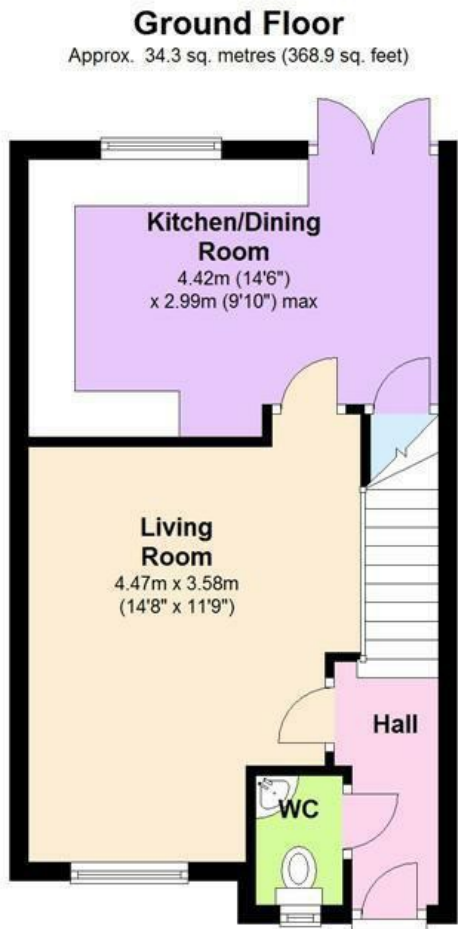 Ground Floor
Approx. 34.3 sq. metres (368.9 sq. feet)
Kitchen/Dining
Room
4.42m (14'6")
x 2.99m (9'10") max
Living
Room
4.47m x 3.58m
(14'8" x 11'9")
Hall
WC